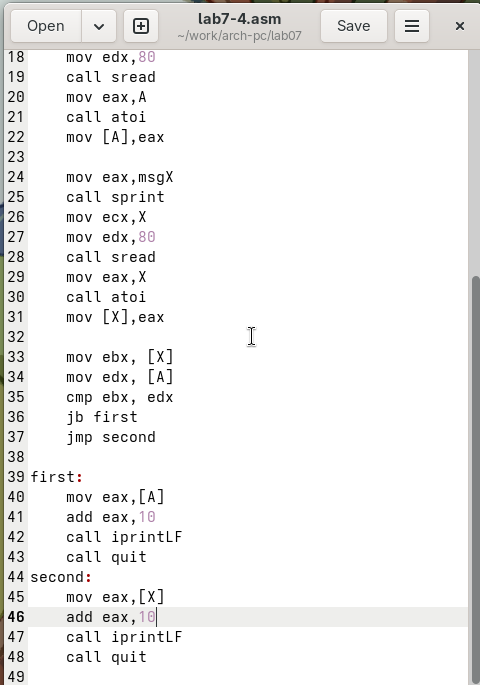 Open lab7-4.asm Save
~/work/arch-pc/lab07
18 mov edx,80
19 call sread
20 mov eax,A
21 call atoi
22 mov [A],eax
23
24 mov eax,msgX
25 call sprint
26 mov ecx,X
27 mov edx,80
28 call sread
29 mov eax,X
30 call atoi
31 mov [X],eax
32
33 mov ebx, [X]
34 mov edx, [A]
35 cmp ebx, edx
36 jb first
37 jmp second
38
39 first:
40 mov eax,[A]
41 add eax,10
42 call iprintLF
43 call quit
44 second:
45 mov eax,[X]
46 add eax,10
47 call iprintLF
48 call quit
49